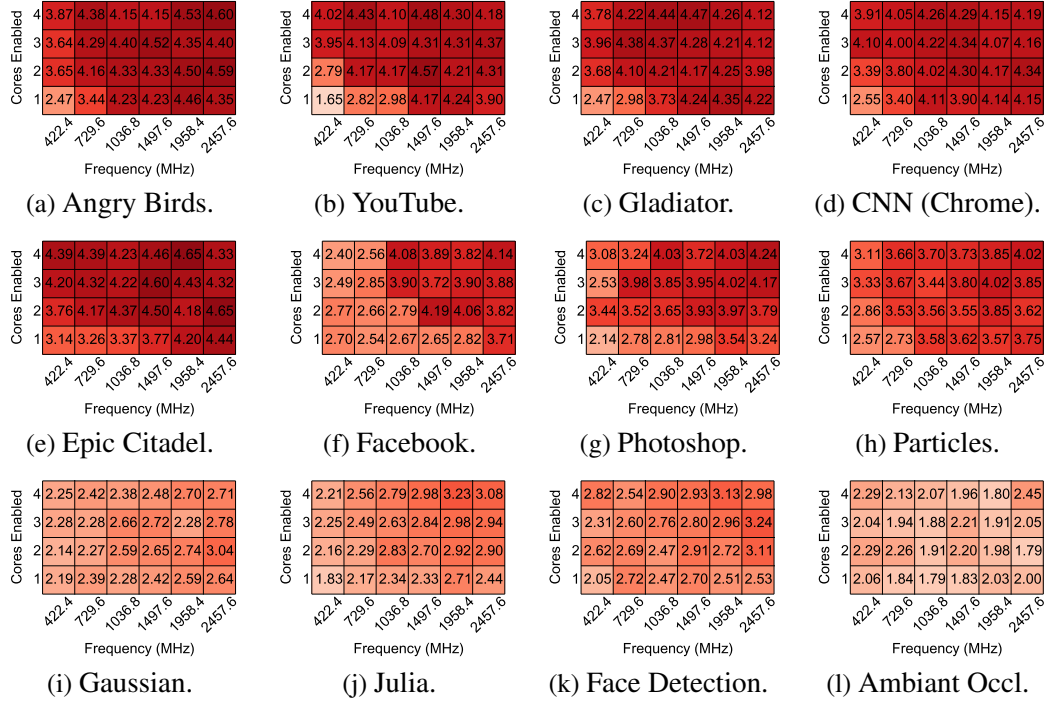 Cores Enabled
4 3.87 4.38 4.15 4.15 4.53 4.60
3 3.64 4.29 4.40 4.52 4.35 4.40
2 3.65 4.16 4.33 4.33 4.50 4.59
1 2.47 3.44 4.23 4.23 4.46 4.35
422.4 729.6 1036.8 1497.6 1958.4 2457.6
Frequency (MHz)
(a) Angry Birds.
Cores Enabled
4 4.02 4.43 4.10 4.48 4.30 4.18
3 3.95 4.13 4.09 4.31 4.31 4.37
2 2.79 4.17 4.17 4.57 4.21 4.31
1 1.65 2.82 2.98 4.17 4.24 3.90
422.4 729.6 1036.8 1497.6 1958.4 2457.6
Frequency (MHz)
(b) YouTube.
Cores Enabled
4 3.78 4.22 4.44 4.47 4.26 4.12
3 3.96 4.38 4.37 4.28 4.21 4.12
2 3.68 4.10 4.21 4.17 4.25 3.98
1 2.47 2.98 3.73 4.24 4.35 4.22
422.4 729.6 1036.8 1497.6 1958.4 2457.6
Frequency (MHz)
(c) Gladiator.
Cores Enabled
4 3.91 4.05 4.26 4.29 4.15 4.19
3 4.10 4.00 4.22 4.34 4.07 4.16
2 3.39 3.80 4.02 4.30 4.17 4.34
1 2.55 3.40 4.11 3.90 4.14 4.15
422.4 729.6 1036.8 1497.6 1958.4 2457.6
Frequency (MHz)
(d) CNN (Chrome).
Cores Enabled
4 4.39 4.39 4.23 4.46 4.65 4.33
3 4.20 4.32 4.22 4.60 4.43 4.32
2 3.76 4.17 4.37 4.50 4.18 4.65
1 3.14 3.26 3.37 3.77 4.20 4.44
422.4 729.6 1036.8 1497.6 1958.4 2457.6
Frequency (MHz)
(e) Epic Citadel.
Cores Enabled
4 2.40 2.56 4.08 3.89 3.82 4.14
3 2.49 2.85 3.90 3.72 3.90 3.88
2 2.77 2.66 2.79 4.19 4.06 3.82
1 2.70 2.54 2.67 2.65 2.82 3.71
422.4 729.6 1036.8 1497.6 1958.4 2457.6
Frequency (MHz)
(f) Facebook.
Cores Enabled
4 3.08 3.24 4.03 3.72 4.03 4.24
3 2.53 3.98 3.85 3.95 4.02 4.17
2 3.44 3.52 3.65 3.93 3.97 3.79
1 2.14 2.78 2.81 2.98 3.54 3.24
422.4 729.6 1036.8 1497.6 1958.4 2457.6
Frequency (MHz)
(g) Photoshop.
Cores Enabled
4 3.11 3.66 3.70 3.73 3.85 4.02
3 3.33 3.67 3.44 3.80 4.02 3.85
2 2.86 3.53 3.56 3.55 3.85 3.62
1 2.57 2.73 3.58 3.62 3.57 3.75
422.4 729.6 1036.8 1497.6 1958.4 2457.6
Frequency (MHz)
(h) Particles.
Cores Enabled
4 2.25 2.42 2.38 2.48 2.70 2.71
3 2.28 2.28 2.66 2.72 2.28 2.78
2 2.14 2.27 2.59 2.65 2.74 3.04
1 2.19 2.39 2.28 2.42 2.59 2.64
422.4 729.6 1036.8 1497.6 1958.4 2457.6
Frequency (MHz)
(i) Gaussian.
Cores Enabled
4 2.21 2.56 2.79 2.98 3.23 3.08
3 2.25 2.49 2.63 2.84 2.98 2.94
2 2.16 2.29 2.83 2.70 2.92 2.90
1 1.83 2.17 2.34 2.33 2.71 2.44
422.4 729.6 1036.8 1497.6 1958.4 2457.6
Frequency (MHz)
(j) Julia.
Cores Enabled
4 2.82 2.54 2.90 2.93 3.13 2.98
3 2.31 2.60 2.76 2.80 2.96 3.24
2 2.62 2.69 2.47 2.91 2.72 3.11
1 2.05 2.72 2.47 2.70 2.51 2.53
422.4 729.6 1036.8 1497.6 1958.4 2457.6
Frequency (MHz)
(k) Face Detection.
Cores Enabled
4 2.29 2.13 2.07 1.96 1.80 2.45
3 2.04 1.94 1.88 2.21 1.91 2.05
2 2.29 2.26 1.91 2.20 1.98 1.79
1 2.06 1.84 1.79 1.83 2.03 2.00
422.4 729.6 1036.8 1497.6 1958.4 2457.6
Frequency (MHz)
(l) Ambiant Occl.